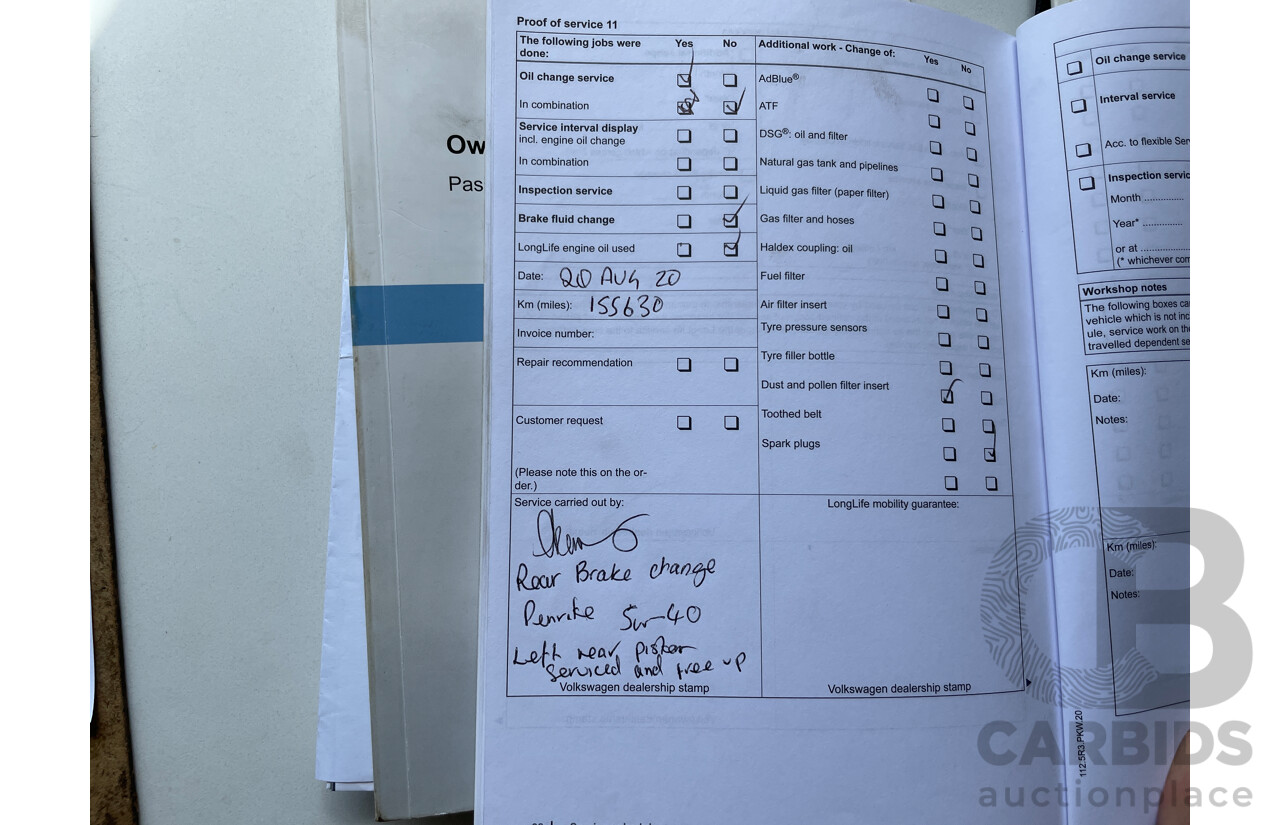 Proof of service 11
The following jobs were done: Yes No
Oil change service
In combination
Service interval display
incl. engine oil change
In combination
Inspection service
Brake fluid change
LongLife engine oil used
Date: 20 AUG 20
Km (miles): 155630
Invoice number:
Repair recommendation
Customer request
(Please note this on the or-
der.)
Service carried out by:
Rear Brake change
Penrite 5w-40
Left rear piston
serviced and free up
Volkswagen dealership stamp
Additional work - Change of: Yes No
AdBlue®
ATF
DSG®: oil and filter
Natural gas tank and pipelines
Liquid gas filter (paper filter)
Gas filter and hoses
Haldex coupling: oil
Fuel filter
Air filter insert
Tyre pressure sensors
Tyre filler bottle
Dust and pollen filter insert
Toothed belt
Spark plugs
LongLife mobility guarantee:
Volkswagen dealership stamp
Ow
Pas
Oil change service
Interval service
Acc. to flexible Ser
Inspection servic
Month ..............
Year* ..............
or at ..............
(* whichever com
Workshop notes
The following boxes ca
vehicle which is not inc
ule, service work on the
travelled dependent se
Km (miles):
Date:
Notes:
Km (miles):
Date:
Notes:
112.5R3.PKW.20
CB
CARBIDS
auctionplace